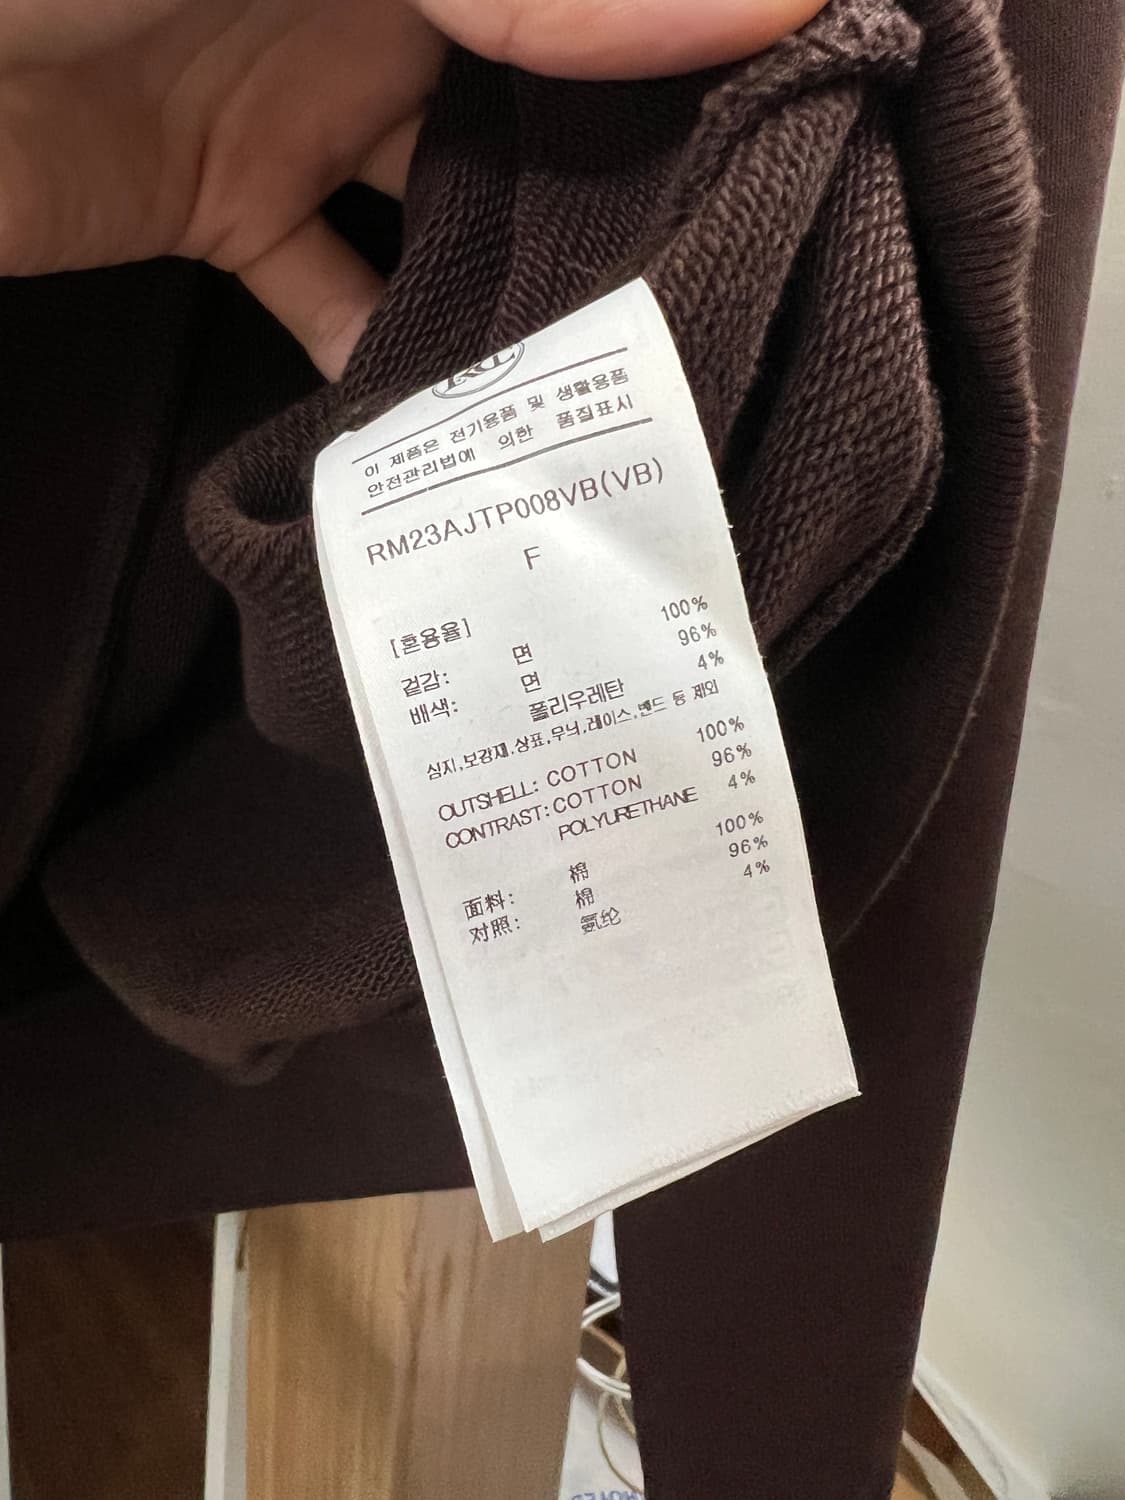 이 제품은 전기용품 및 생활용품
안전관리법에 의한 품질표시
RM23AJTP008VB(VB)
F
[혼용율]
겉감: 면 100%
배색: 면 96%
폴리우레탄 4%
심지,보강재,상표,무늬,레이스,밴드 등 제외
OUTSHELL: COTTON 100%
CONTRAST: COTTON 96%
POLYURETHANE 4%
面料: 棉 100%
对照: 棉 96%
氨纶 4%